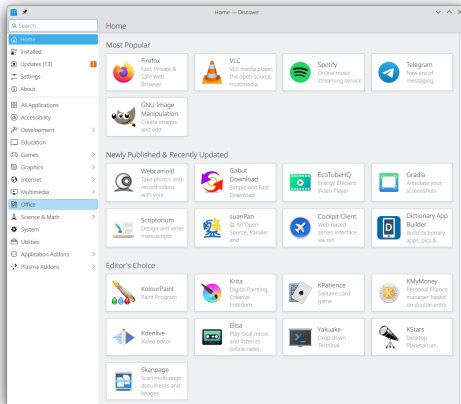 Home — Discover
Search...
Home
Home
Installed
Updates (13)
Settings
About
All Applications
Accessibility
Development
Education
Games
Graphics
Internet
Multimedia
Office
Science & Math
System
Utilities
Application Addons
Plasma Addons
Most Popular
Firefox
Fast, Private &
Safe Web
Browser
VLC
VLC media player,
the open-source
multimedia
Spotify
Online music
streaming service
Telegram
New era of
messaging
GNU Image
Manipulation
Create images
and edit
Newly Published & Recently Updated
Webcamoid
Take photos and
record videos
with your
Gabut
Download
Simple and Fast
Download
EcoTubeHQ
Energy Efficient
Video Player
Gradia
Annotate your
screenshots
Scriptorium
Design and write
manuscripts
suanPan
An Open
Source, Parallel
and
Cockpit Client
Web-based
server interface
via ssh
Dictionary App
Builder
Build dictionary
apps: pics &
Editor's Choice
KolourPaint
Paint Program
Krita
Digital Painting,
Creative
Freedom
KPatience
Solitaire card
game
KMyMoney
Personal finance
manager based
on double-entry
Kdenlive
Video editor
Elisa
Play local music
and listen to
online radio
Yakuake
Drop-down
Terminal
KStars
Desktop
Planetarium
Skanpage
Scan multi-page
documents and
images